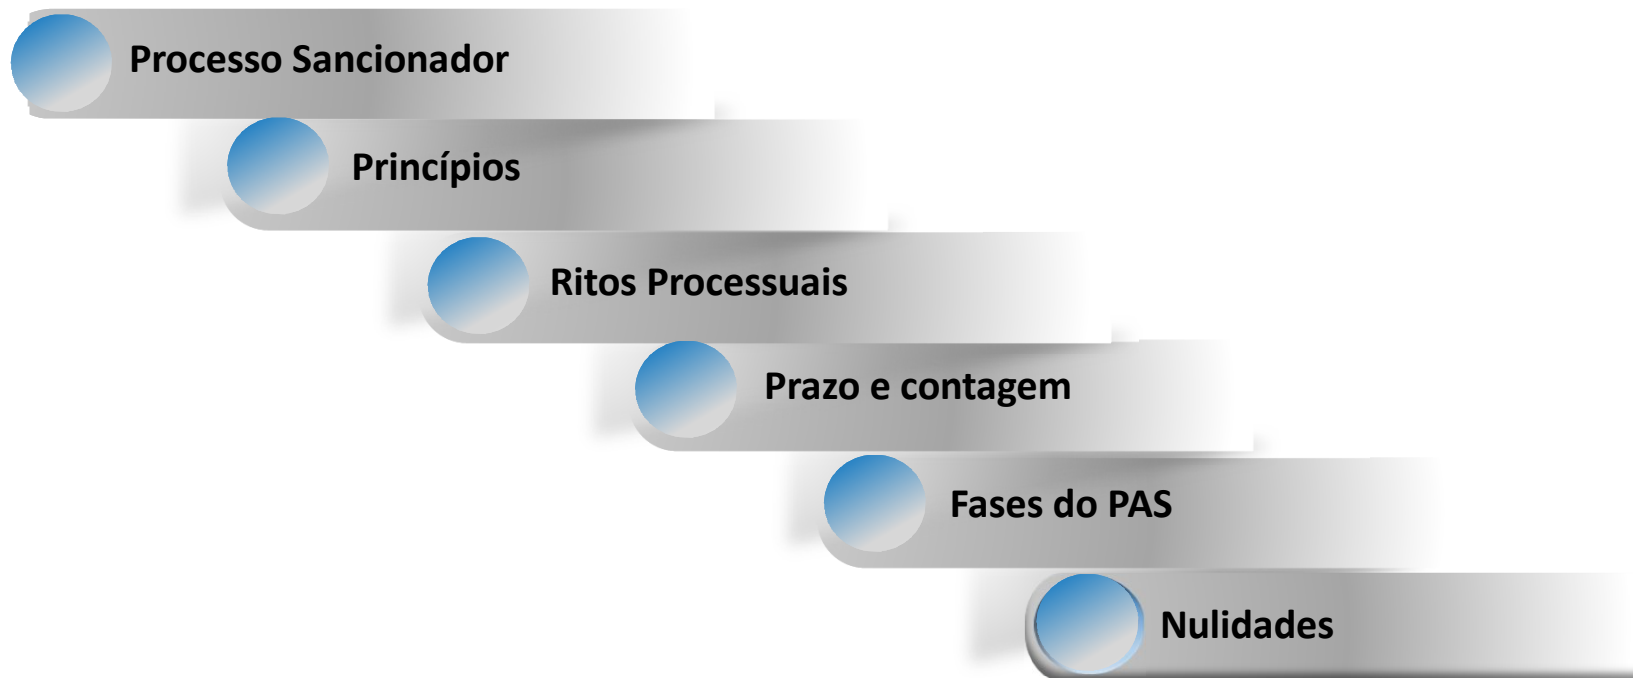 Processo Sancionador
Princípios
Ritos Processuais
Prazo e contagem
Fases do PAS
Nulidades